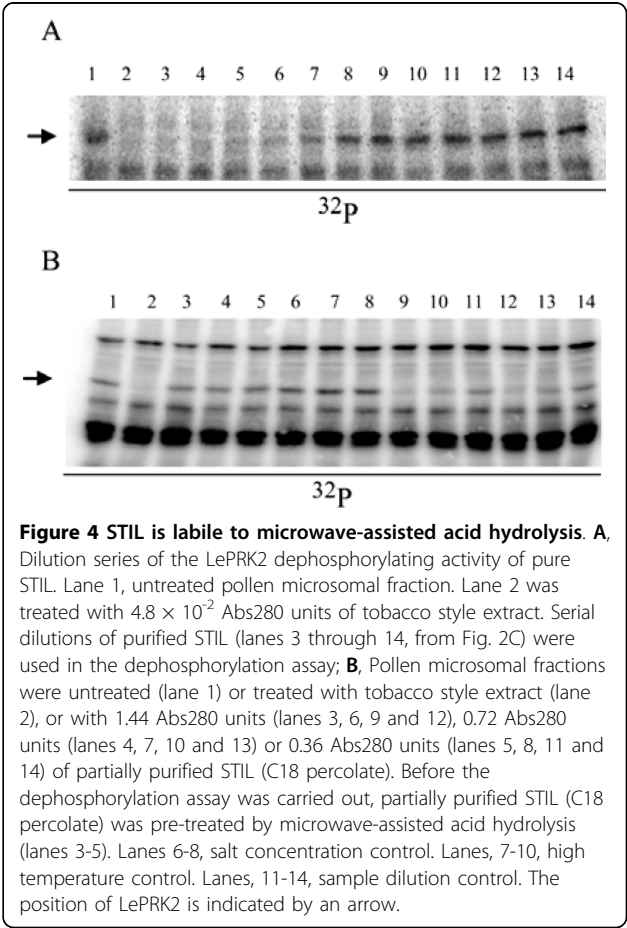 A
1 2 3 4 5 6 7 8 9 10 11 12 13 14
32P
B
1 2 3 4 5 6 7 8 9 10 11 12 13 14
32P
Figure 4 STIL is labile to microwave-assisted acid hydrolysis. A,
Dilution series of the LePRK2 dephosphorylating activity of pure
STIL. Lane 1, untreated pollen microsomal fraction. Lane 2 was
treated with 4.8 × 10-2 Abs280 units of tobacco style extract. Serial
dilutions of purified STIL (lanes 3 through 14, from Fig. 2C) were
used in the dephosphorylation assay; B, Pollen microsomal fractions
were untreated (lane 1) or treated with tobacco style extract (lane
2), or with 1.44 Abs280 units (lanes 3, 6, 9 and 12), 0.72 Abs280
units (lanes 4, 7, 10 and 13) or 0.36 Abs280 units (lanes 5, 8, 11 and
14) of partially purified STIL (C18 percolate). Before the
dephosphorylation assay was carried out, partially purified STIL (C18
percolate) was pre-treated by microwave-assisted acid hydrolysis
(lanes 3-5). Lanes 6-8, salt concentration control. Lanes, 7-10, high
temperature control. Lanes, 11-14, sample dilution control. The
position of LePRK2 is indicated by an arrow.